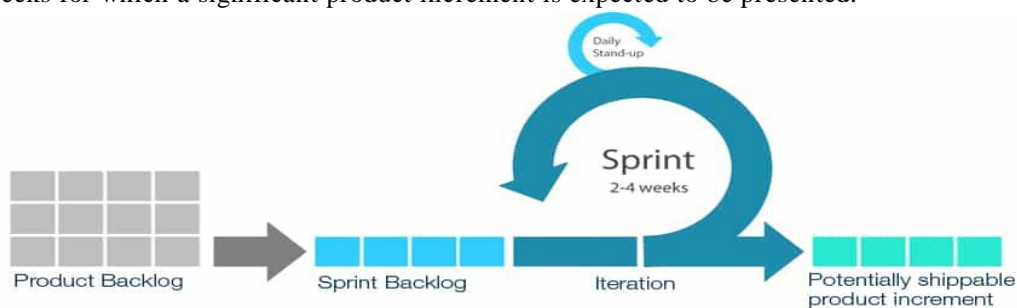 for which a significant product increment is expected to be presented.
Daily
Stand-up
Sprint
2-4 weeks
Product Backlog
Sprint Backlog
Iteration
Potentially shippable
product increment